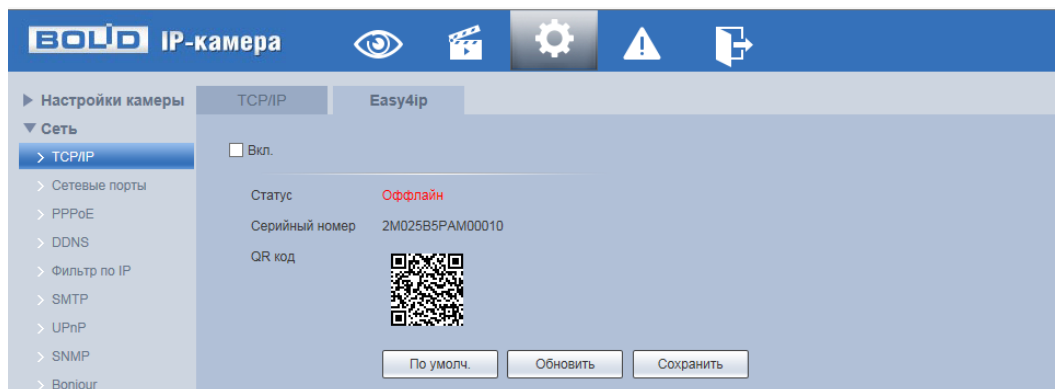 BOLID IP-камера
Настройки камеры
Сеть
TCP/IP
Сетевые порты
PPPoE
DDNS
Фильтр по IP
SMTP
UPnP
SNMP
Bonjour
TCP/IP Easy4ip
Вкл.
Статус Оффлайн
Серийный номер 2M025B5PAM00010
QR код
По умолч. Обновить Сохранить